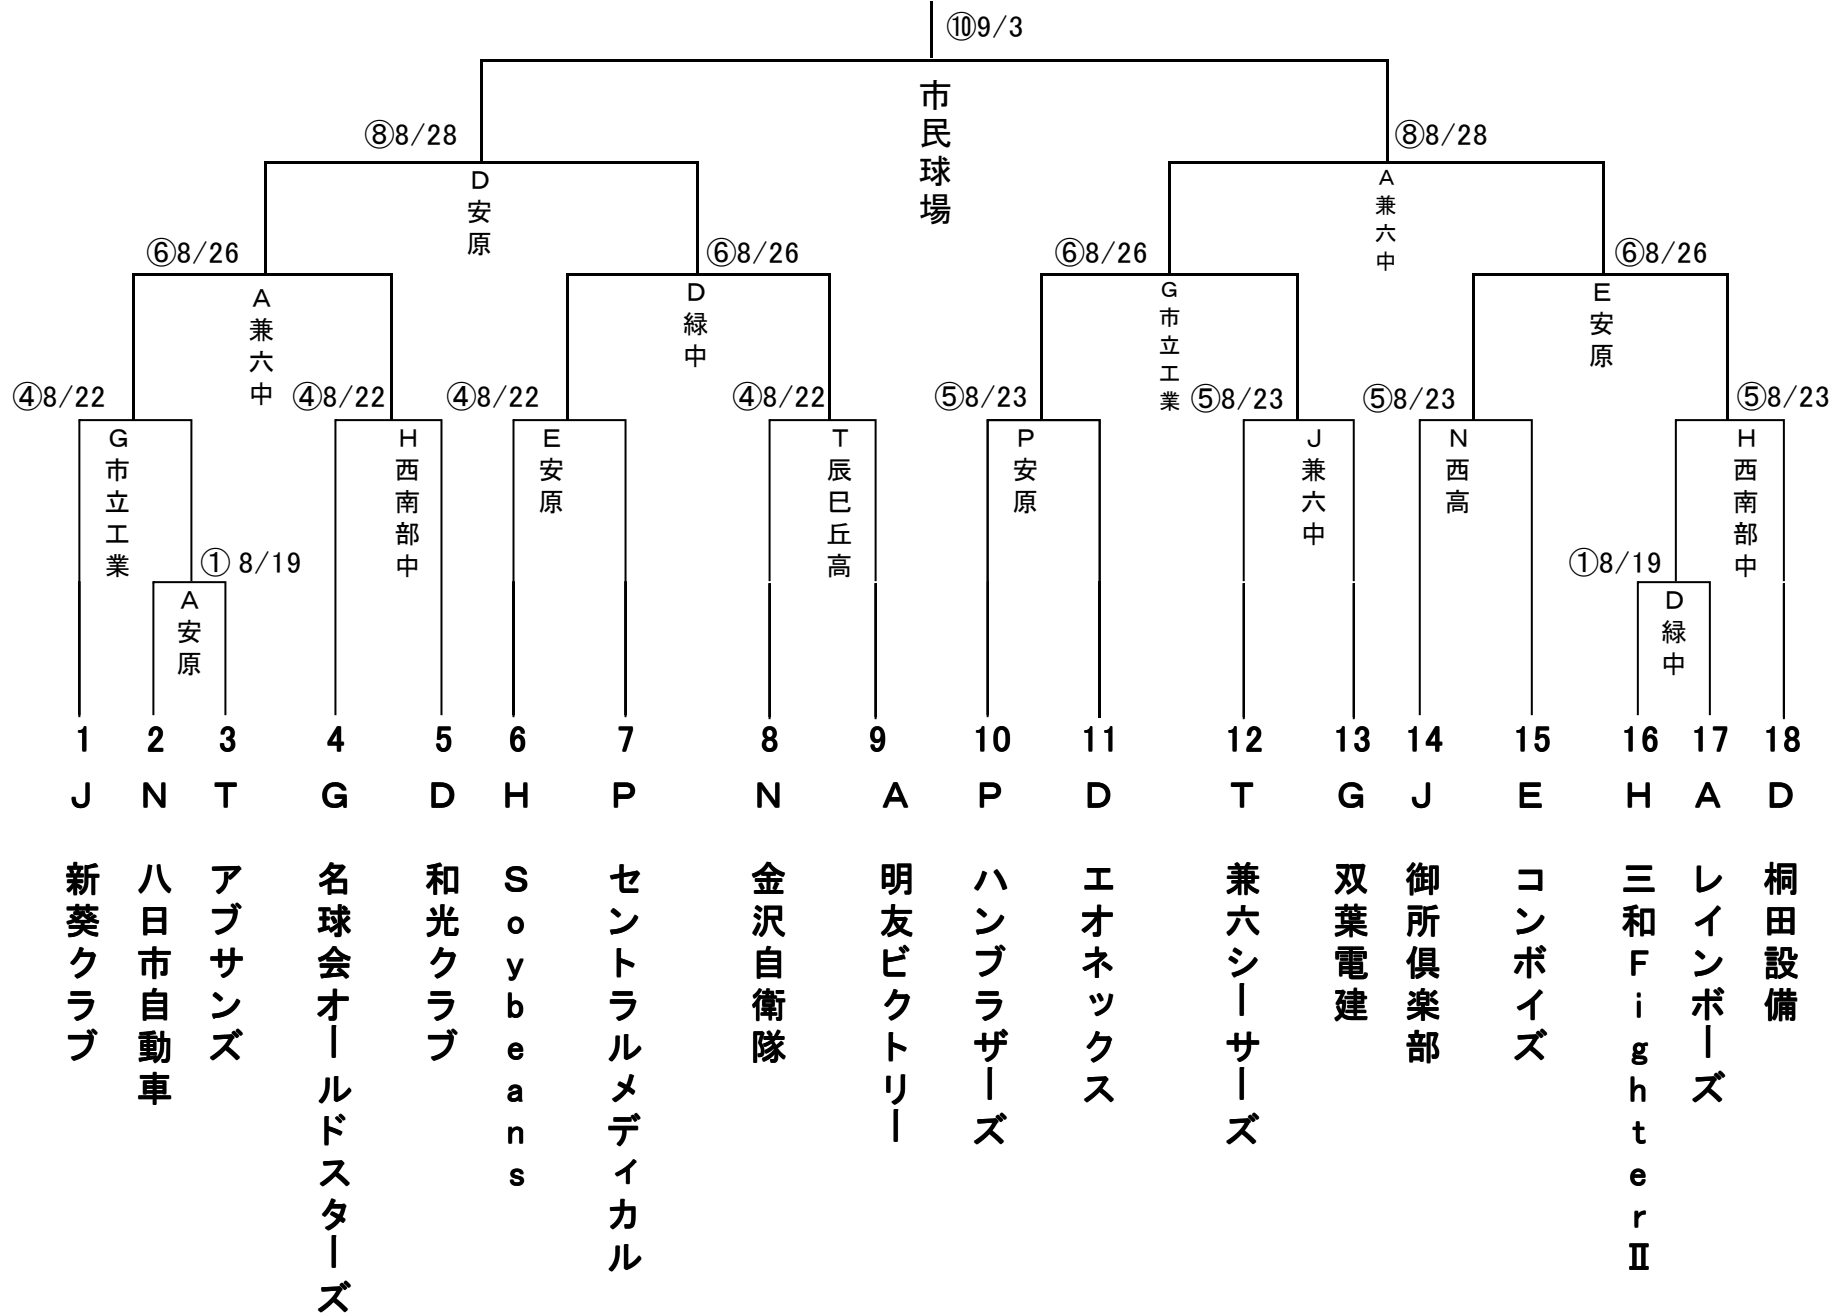 ⑩9/3
市民球場
⑧8/28
⑧8/28
D安原
A兼六中
⑥8/26
⑥8/26
⑥8/26
⑥8/26
A兼六中
D緑中
G市立工業
E安原
④8/22
④8/22
④8/22
④8/22
⑤8/23
⑤8/23
⑤8/23
⑤8/23
G市立工業
H西南部中
E安原
T辰巳丘高
P安原
J兼六中
N西高
H西南部中
① 8/19
①8/19
A安原
D緑中
1 2 3 4 5 6 7 8 9 10 11 12 13 14 15 16 17 18
J N T G D H P N A P D T G J E H A D
新葵クラブ
八日市自動車
アブサンズ
名球会オールドスターズ
和光クラブ
Soybeans
セントラルメディカル
金沢自衛隊
明友ビクトリー
ハンブラザーズ
エオネックス
兼六シーサーズ
双葉電建
御所倶楽部
コンボイズ
三和FighterⅡ
レインボーズ
桐田設備